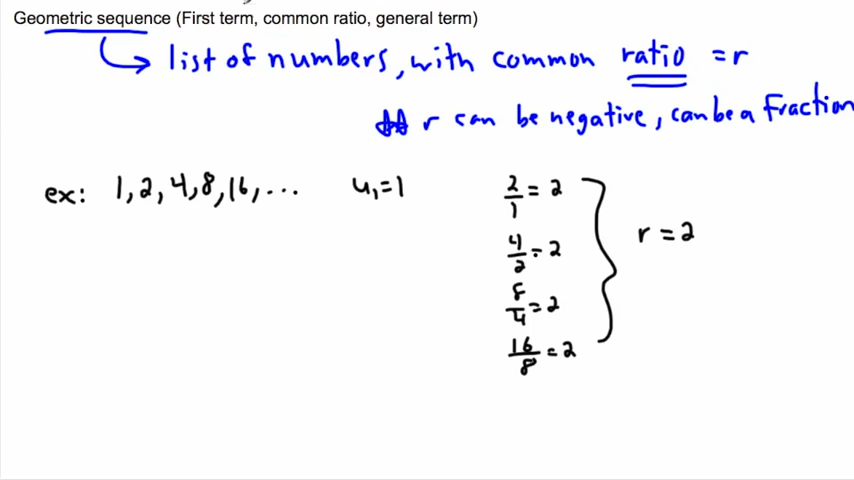 Geometric sequence (First term, common ratio, general term)
list of numbers, with common ratio = r
** r can be negative, can be a fraction
ex: 1, 2, 4, 8, 16, ... u₁=1
2/1 = 2
4/2 = 2
r = 2
8/4 = 2
16/8 = 2